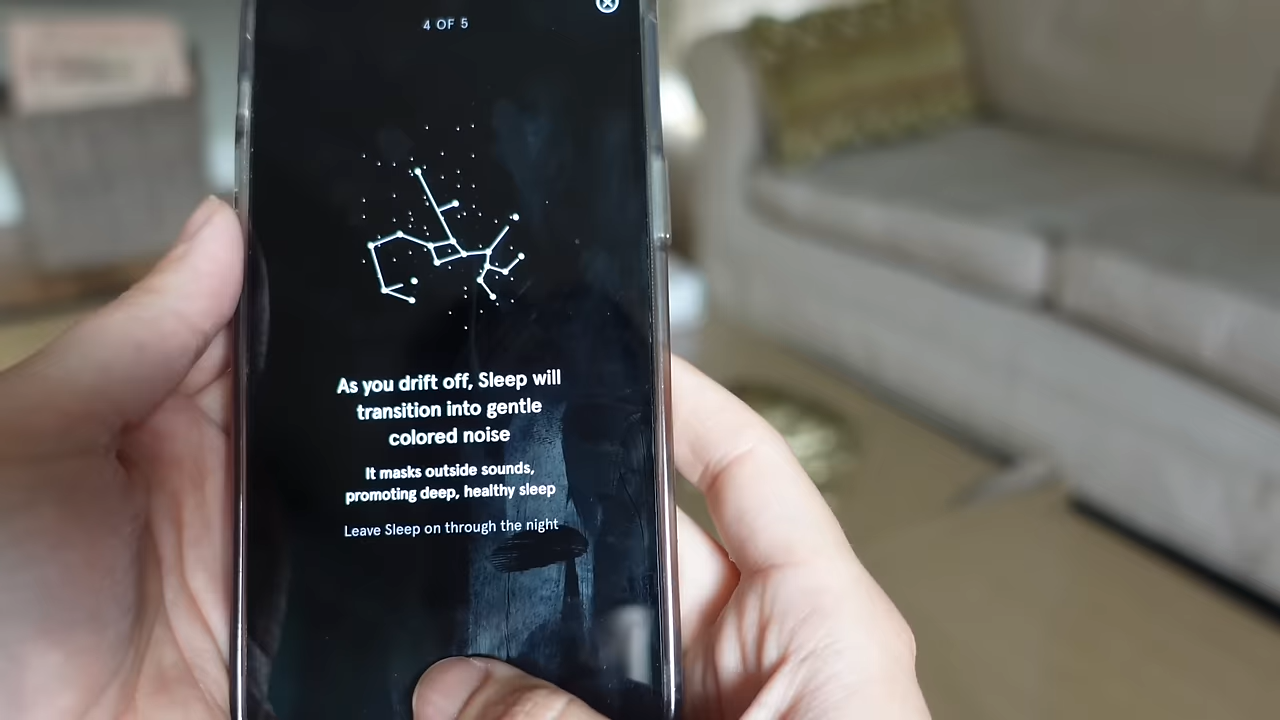 4 OF 5
As you drift off, Sleep will
transition into gentle
colored noise
It masks outside sounds,
promoting deep, healthy sleep
Leave Sleep on through the night